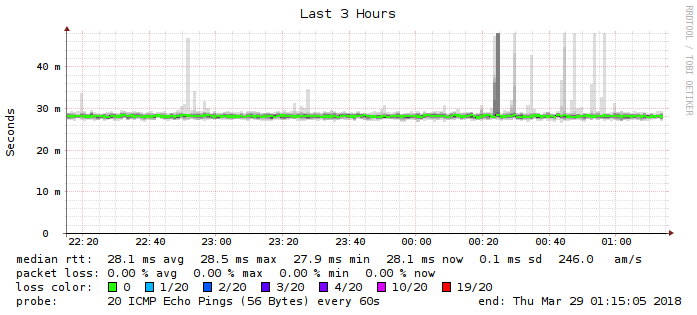 Last 3 Hours
RRDTOOL / TOBI OETIKER
Seconds
40 m
30 m
20 m
10 m
0
22:20 22:40 23:00 23:20 23:40 00:00 00:20 00:40 01:00
median rtt: 28.1 ms avg 28.5 ms max 27.9 ms min 28.1 ms now 0.1 ms sd 246.0 am/s
packet loss: 0.00 % avg 0.00 % max 0.00 % min 0.00 % now
loss color: 0 1/20 2/20 3/20 4/20 10/20 19/20
probe: 20 ICMP Echo Pings (56 Bytes) every 60s end: Thu Mar 29 01:15:05 2018